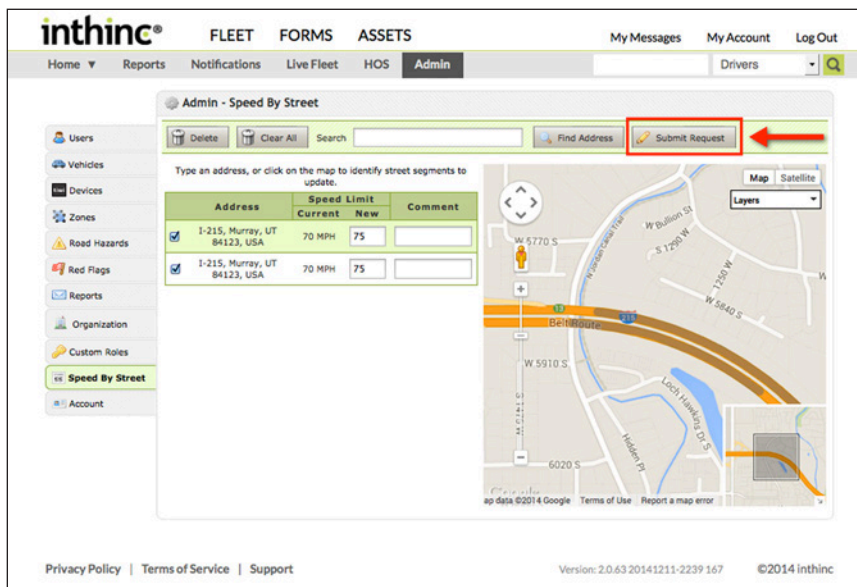 inthinc®
FLEET FORMS ASSETS
My Messages My Account Log Out
Home ▼ Reports Notifications Live Fleet HOS Admin
Drivers
Admin - Speed By Street
Users
Vehicles
Devices
Zones
Road Hazards
Red Flags
Reports
Organization
Custom Roles
Speed By Street
Account
Delete Clear All Search Find Address Submit Request
Type an address, or click on the map to identify street segments to
update.
Address Speed Limit Comment
Current New
I-215, Murray, UT
84123, USA
70 MPH 75
I-215, Murray, UT
84123, USA
70 MPH 75
Map Satellite
Layers
W 5770 S
N Jordan Canal Trail
W Bullion St
S 1290 W
1250 W
W 5840 S
Belt Route
215
W 5910 S
Loch Hawkins Dr S
Hidden Pl
6020 S
Google
ap data ©2014 Google Terms of Use Report a map error
Privacy Policy | Terms of Service | Support
Version: 2.0.63 20141211-2239 167 ©2014 inthinc